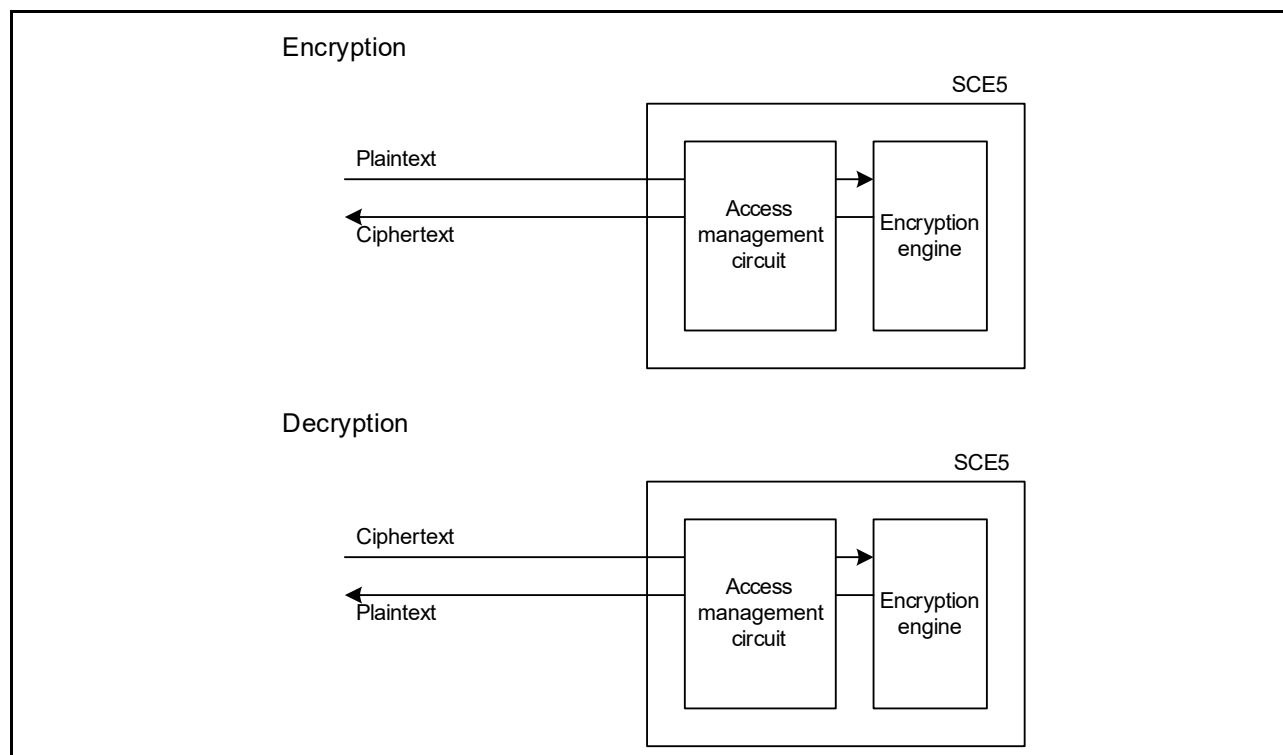 Encryption
SCE5
Plaintext
Ciphertext
Access
management
circuit
Encryption
engine
Decryption
SCE5
Ciphertext
Plaintext
Access
management
circuit
Encryption
engine